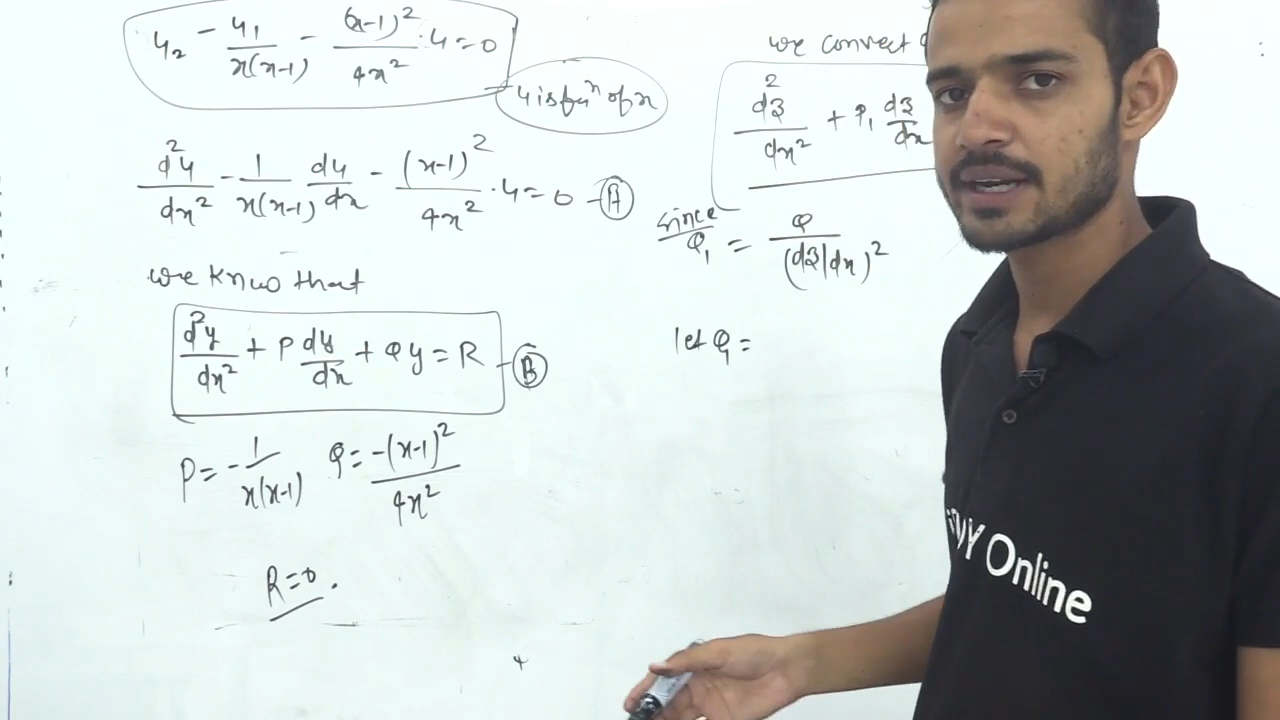 y₂ - y₁/x(x-1) - (x-1)²/4x² · y = 0
y is fuⁿ of x
d²y/dx² - 1/x(x-1) dy/dx - (x-1)²/4x² · y = 0 - A
we know that
d²y/dx² + P dy/dx + Qy = R - B
P = - 1/x(x-1) Q = -(x-1)²/4x²
R = 0.
we convert
d²z/dx² + P₁ dz/dx
since
Q₁ = Q/(dz/dx)²
let Q₁ =
Y Online